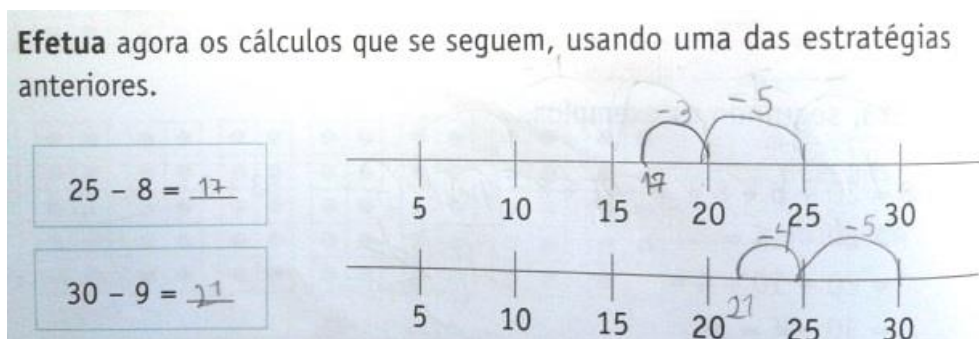 Efetua agora os cálculos que se seguem, usando uma das estratégias
anteriores.
-3 -5
25 - 8 = 17
17
5 10 15 20 25 30
-4 -5
30 - 9 = 21
21
5 10 15 20 25 30